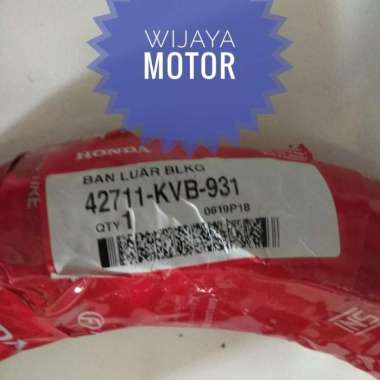 WIJAYA
MOTOR
HONDA
BAN LUAR BLKG
42711-KVB-931
QTY 1
0619P18